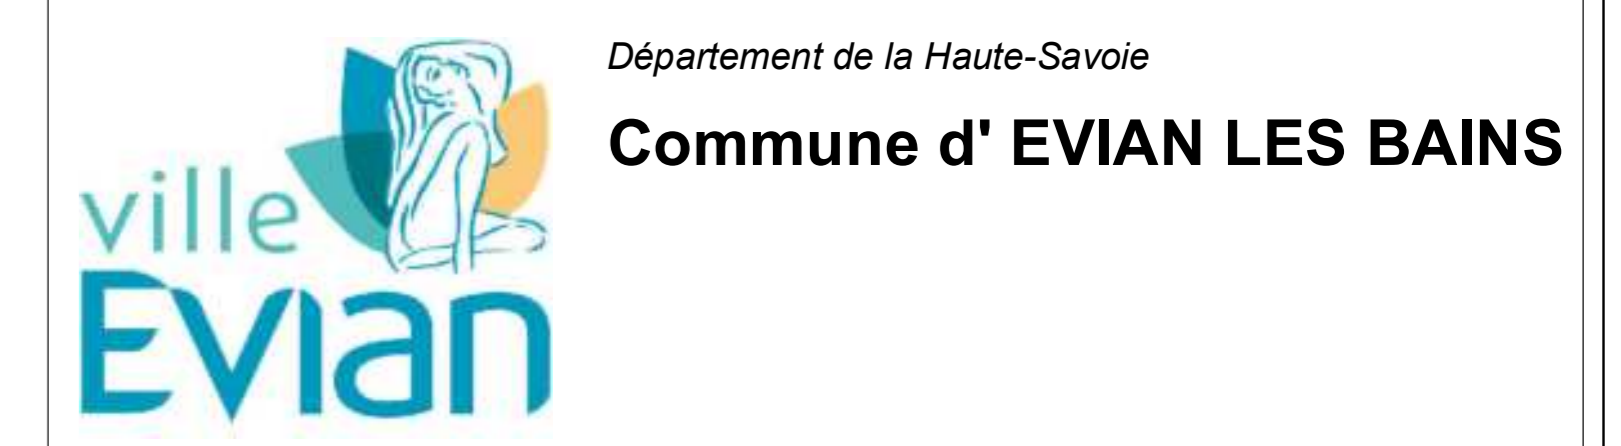 Département de la Haute-Savoie
Commune d' EVIAN LES BAINS
ville
Evian